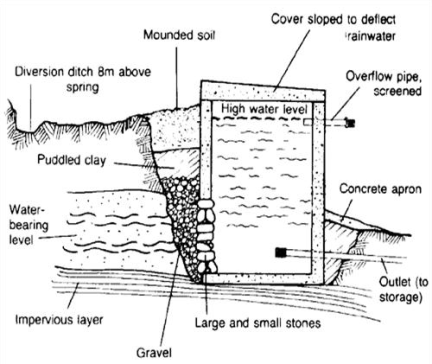 Cover sloped to deflect
rainwater
Mounded soil
Diversion ditch 8m above
spring
Overflow pipe,
screened
High water level
Puddled clay
Concrete apron
Water-
bearing
level
Outlet (to
storage)
Impervious layer
Large and small stones
Gravel